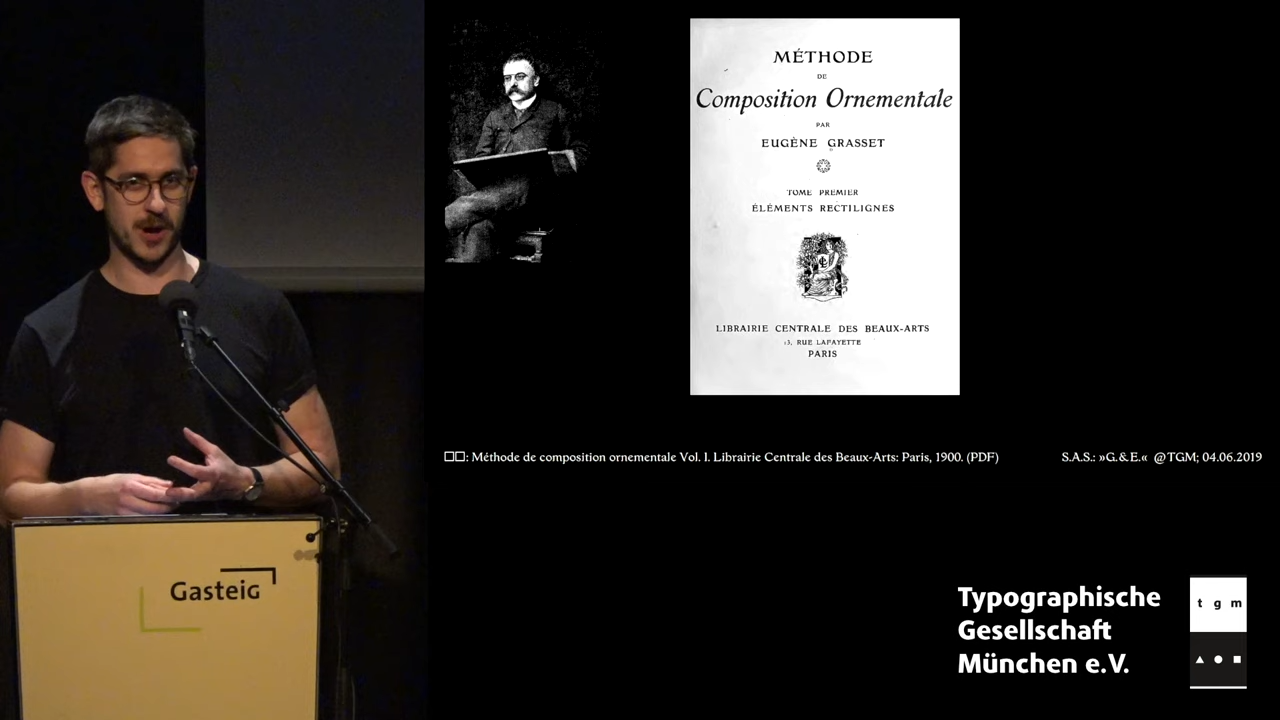 MÉTHODE
DE
Composition Ornementale
PAR
EUGÈNE GRASSET
TOME PREMIER
ÉLÉMENTS RECTILIGNES
LIBRAIRIE CENTRALE DES BEAUX-ARTS
13, RUE LAFAYETTE
PARIS
□□: Méthode de composition ornementale Vol. 1. Librairie Centrale des Beaux-Arts: Paris, 1900. (PDF)
S.A.S.: »G.&E.« @TGM; 04.06.2019
Gasteig
Typographische
Gesellschaft
München e.V.
t g m